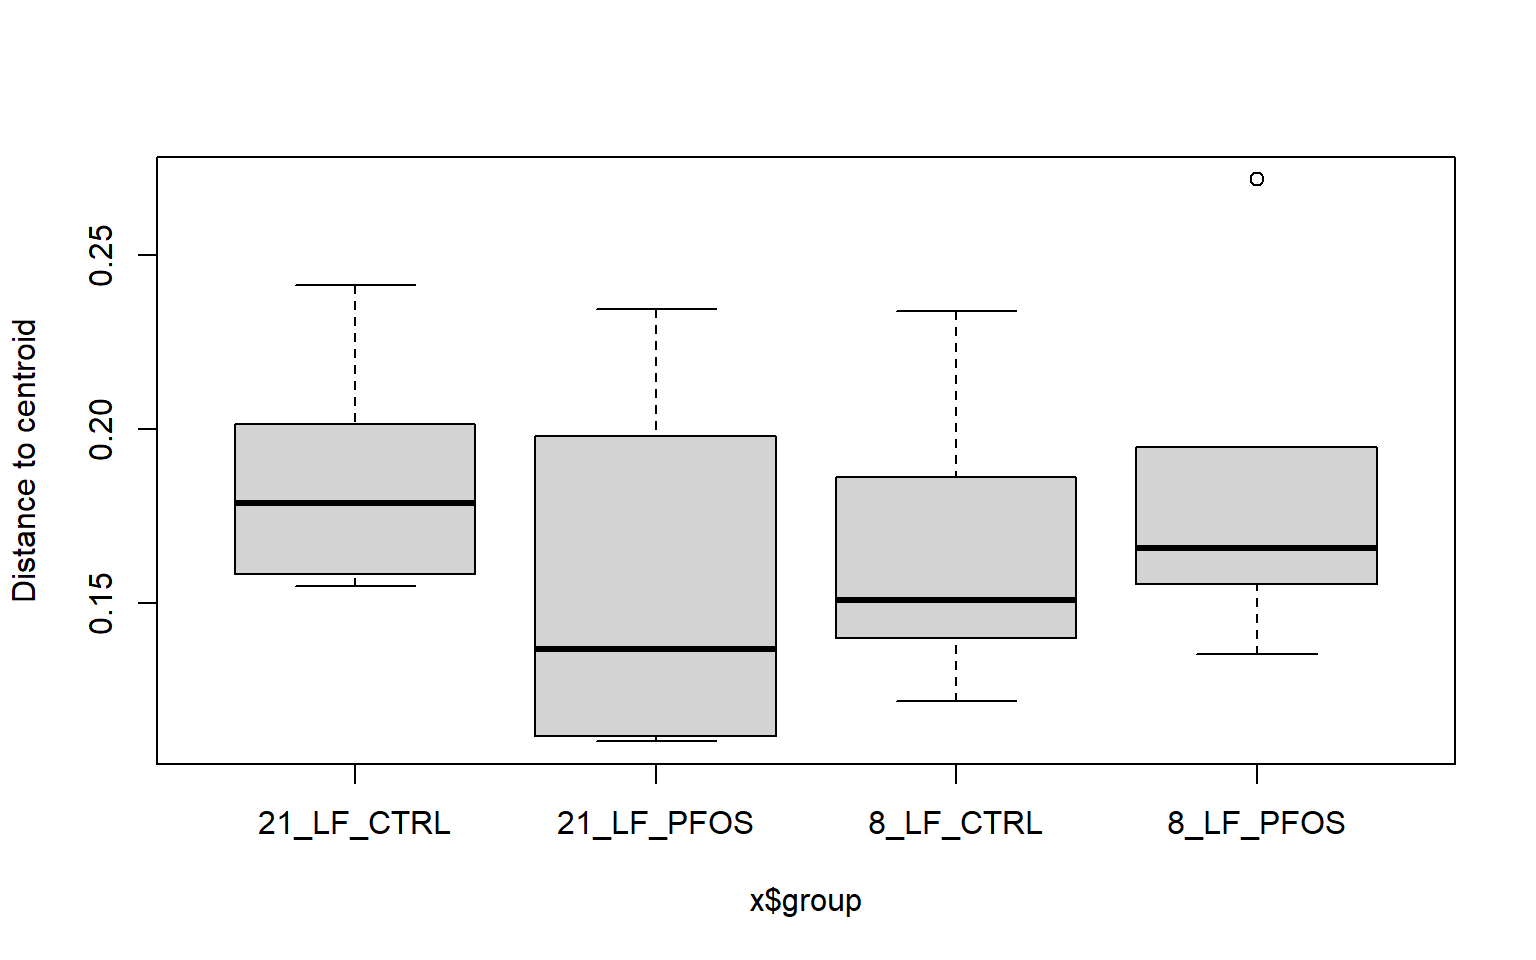 Distance to centroid
0.25
0.20
0.15
21_LF_CTRL 21_LF_PFOS 8_LF_CTRL 8_LF_PFOS
x$group